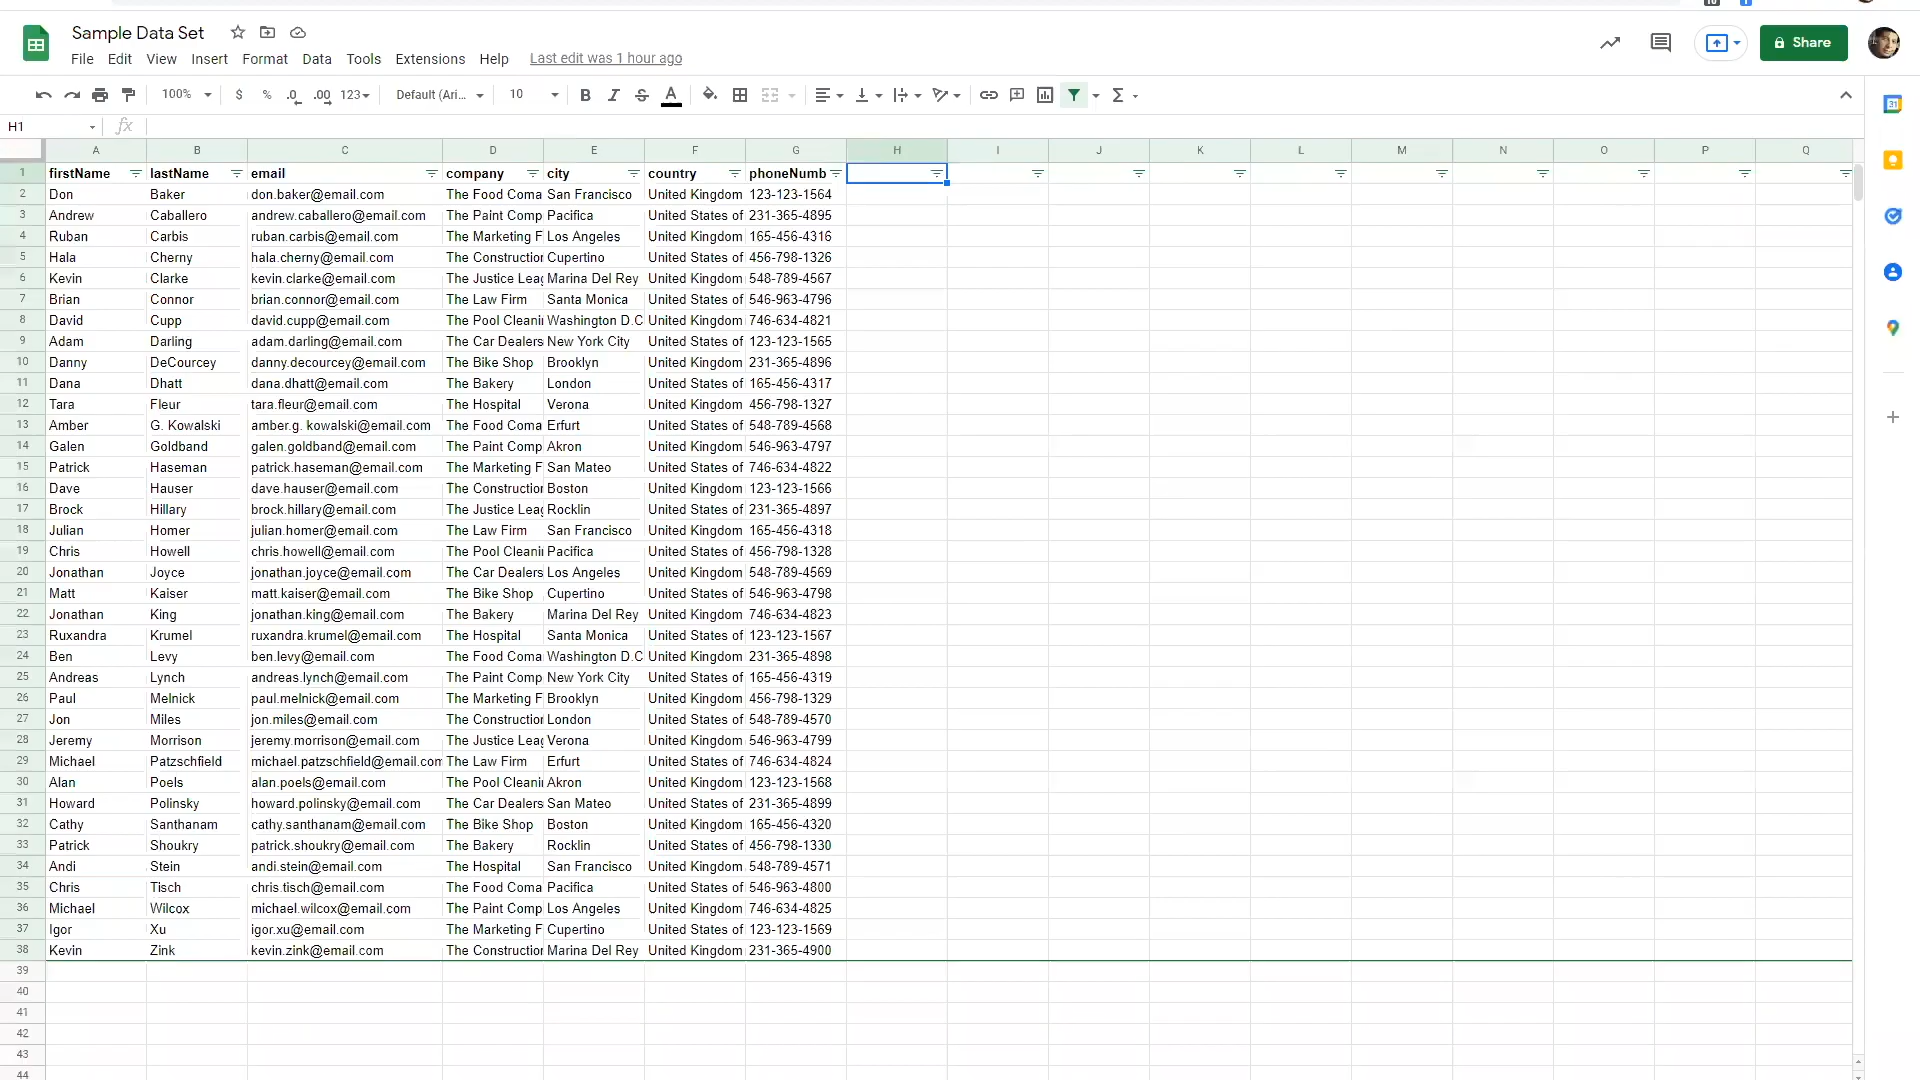 Sample Data Set
File Edit View Insert Format Data Tools Extensions Help Last edit was 1 hour ago
Share
100% $ % .0 .00 123 Default (Ari... 10 B I S A Σ
H1 fx
A B C D E F G H I J K L M N O P Q
1 firstName lastName email company city country phoneNumb
2 Don Baker don.baker@email.com The Food Coma San Francisco United Kingdom 123-123-1564
3 Andrew Caballero andrew.caballero@email.com The Paint Comp Pacifica United States of 231-365-4895
4 Ruban Carbis ruban.carbis@email.com The Marketing F Los Angeles United Kingdom 165-456-4316
5 Hala Cherny hala.cherny@email.com The Construction Cupertino United States of 456-798-1326
6 Kevin Clarke kevin.clarke@email.com The Justice Leag Marina Del Rey United Kingdom 548-789-4567
7 Brian Connor brian.connor@email.com The Law Firm Santa Monica United States of 546-963-4796
8 David Cupp david.cupp@email.com The Pool Cleanin Washington D.C United Kingdom 746-634-4821
9 Adam Darling adam.darling@email.com The Car Dealers New York City United States of 123-123-1565
10 Danny DeCourcey danny.decourcey@email.com The Bike Shop Brooklyn United Kingdom 231-365-4896
11 Dana Dhatt dana.dhatt@email.com The Bakery London United States of 165-456-4317
12 Tara Fleur tara.fleur@email.com The Hospital Verona United Kingdom 456-798-1327
13 Amber G. Kowalski amber.g. kowalski@email.com The Food Coma Erfurt United States of 548-789-4568
14 Galen Goldband galen.goldband@email.com The Paint Comp Akron United Kingdom 546-963-4797
15 Patrick Haseman patrick.haseman@email.com The Marketing F San Mateo United States of 746-634-4822
16 Dave Hauser dave.hauser@email.com The Construction Boston United Kingdom 123-123-1566
17 Brock Hillary brock.hillary@email.com The Justice Leag Rocklin United States of 231-365-4897
18 Julian Homer julian.homer@email.com The Law Firm San Francisco United Kingdom 165-456-4318
19 Chris Howell chris.howell@email.com The Pool Cleanin Pacifica United States of 456-798-1328
20 Jonathan Joyce jonathan.joyce@email.com The Car Dealers Los Angeles United Kingdom 548-789-4569
21 Matt Kaiser matt.kaiser@email.com The Bike Shop Cupertino United States of 546-963-4798
22 Jonathan King jonathan.king@email.com The Bakery Marina Del Rey United Kingdom 746-634-4823
23 Ruxandra Krumel ruxandra.krumel@email.com The Hospital Santa Monica United States of 123-123-1567
24 Ben Levy ben.levy@email.com The Food Coma Washington D.C United Kingdom 231-365-4898
25 Andreas Lynch andreas.lynch@email.com The Paint Comp New York City United States of 165-456-4319
26 Paul Melnick paul.melnick@email.com The Marketing F Brooklyn United Kingdom 456-798-1329
27 Jon Miles jon.miles@email.com The Construction London United States of 548-789-4570
28 Jeremy Morrison jeremy.morrison@email.com The Justice Leag Verona United Kingdom 546-963-4799
29 Michael Patzschfield michael.patzschfield@email.com The Law Firm Erfurt United States of 746-634-4824
30 Alan Poels alan.poels@email.com The Pool Cleanin Akron United Kingdom 123-123-1568
31 Howard Polinsky howard.polinsky@email.com The Car Dealers San Mateo United States of 231-365-4899
32 Cathy Santhanam cathy.santhanam@email.com The Bike Shop Boston United Kingdom 165-456-4320
33 Patrick Shoukry patrick.shoukry@email.com The Bakery Rocklin United States of 456-798-1330
34 Andi Stein andi.stein@email.com The Hospital San Francisco United Kingdom 548-789-4571
35 Chris Tisch chris.tisch@email.com The Food Coma Pacifica United States of 546-963-4800
36 Michael Wilcox michael.wilcox@email.com The Paint Comp Los Angeles United Kingdom 746-634-4825
37 Igor Xu igor.xu@email.com The Marketing F Cupertino United States of 123-123-1569
38 Kevin Zink kevin.zink@email.com The Construction Marina Del Rey United Kingdom 231-365-4900
39
40
41
42
43
44
31